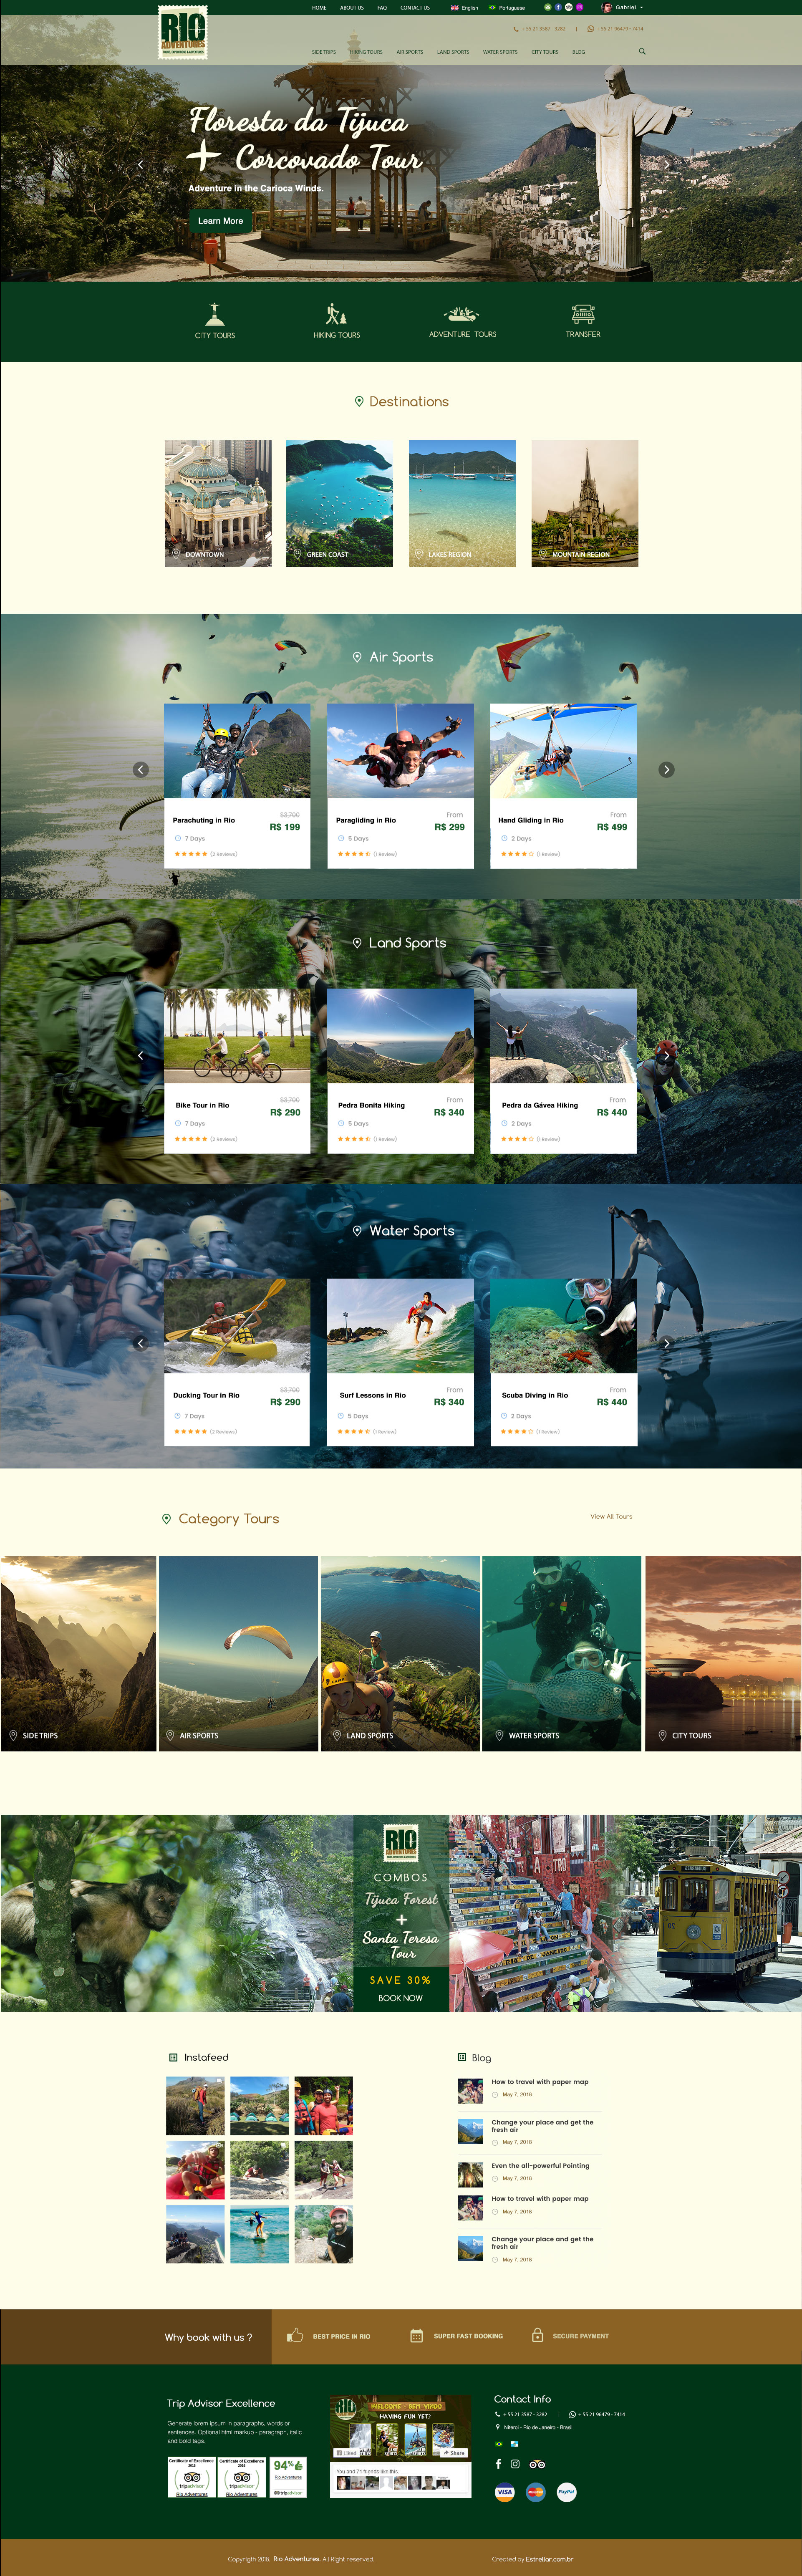 HOME ABOUT US FAQ CONTACT US English Portuguese Gabriel
RIO
ADVENTURES
+ 55 21 3587 - 3282 | + 55 21 96479 - 7414
SIDE TRIPS HIKING TOURS AIR SPORTS LAND SPORTS WATER SPORTS CITY TOURS BLOG
Floresta da Tijuca
+ Corcovado Tour
Adventure in the Carioca Winds.
Learn More
CITY TOURS HIKING TOURS ADVENTURE TOURS TRANSFER
Destinations
DOWNTOWN GREEN COAST LAKES REGION MOUNTAIN REGION
Air Sports
Parachuting in Rio
R$ 199
7 Days
(2 Reviews)
Paragliding in Rio
From
R$ 299
5 Days
(1 Review)
Hand Gliding in Rio
From
R$ 499
2 Days
(1 Review)
Land Sports
Bike Tour in Rio
R$ 290
7 Days
(2 Reviews)
Pedra Bonita Hiking
From
R$ 340
5 Days
(1 Review)
Pedra da Gávea Hiking
From
R$ 440
2 Days
(1 Review)
Water Sports
Ducking Tour in Rio
R$ 290
7 Days
(2 Reviews)
Surf Lessons in Rio
From
R$ 340
5 Days
(1 Review)
Scuba Diving in Rio
From
R$ 440
2 Days
(1 Review)
Category Tours
View All Tours
SIDE TRIPS AIR SPORTS LAND SPORTS WATER SPORTS CITY TOURS
RIO
ADVENTURES
COMBOS
Tijuca Forest
+
Santa Teresa
Tour
SAVE 30%
BOOK NOW
Instafeed
Blog
How to travel with paper map
May 7, 2016
Change your place and get the
fresh air
May 7, 2016
Even the all-powerful Pointing
May 7, 2016
How to travel with paper map
May 7, 2016
Change your place and get the
fresh air
May 7, 2016
Why book with us ?
BEST PRICE IN RIO SUPER FAST BOOKING SECURE PAYMENT
Trip Advisor Excellence
Generate lorem ipsum in paragraphs, words or
sentences. Optional html markup - paragraph, italic
and bold tags.
Certificate of Excellence
tripadvisor
Rio Adventures
Certificate of Excellence
tripadvisor
Rio Adventures
94%
Rio Adventures
tripadvisor
WELCOME - BEM VINDO
HAVING FUN YET?
Liked
Share
You and 71 friends like this.
Contact Info
+ 55 21 3587 - 3282 | + 55 21 96479 - 7414
Niteroi - Rio de Janeiro - Brasil
VISA MasterCard PayPal
Copyrigth 2018. Rio Adventures. All Right reserved.
Created by Estrellar.com.br